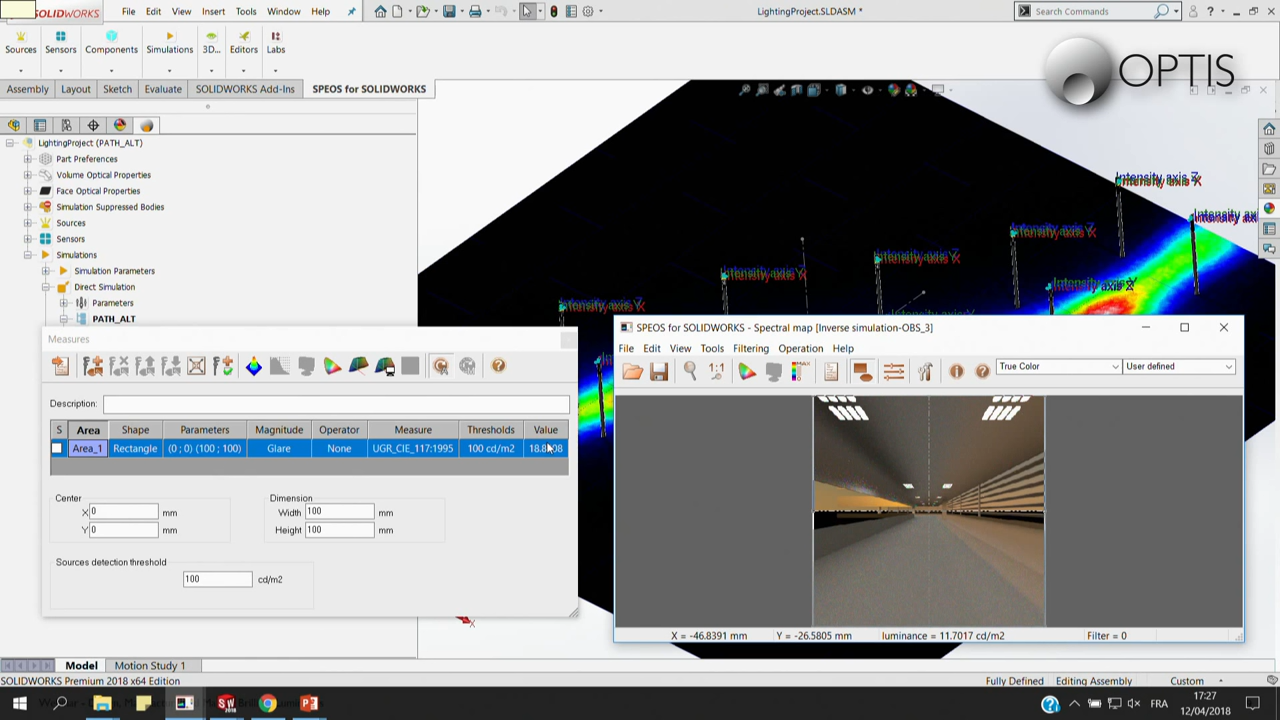 SOLIDWORKS File Edit View Insert Tools Window Help LightingProject.SLDASM * Search Commands
Sources Sensors Components Simulations 3D... Editors Labs
OPTIS
Assembly Layout Sketch Evaluate SOLIDWORKS Add-Ins SPEOS for SOLIDWORKS
LightingProject (PATH_ALT)
Part Preferences
Volume Optical Properties
Face Optical Properties
Simulation Suppressed Bodies
Sources
Sensors
Simulations
Simulation Parameters
Direct Simulation
Parameters
PATH_ALT
Intensity axis Z
Intensity axis X
Measures
Description:
S Area Shape Parameters Magnitude Operator Measure Thresholds Value
Area_1 Rectangle (0 ; 0) (100 ; 100) Glare None UGR_CIE_117:1995 100 cd/m2
Center Dimension
X 0 mm Width 100 mm
Y 0 mm Height 100 mm
Sources detection threshold
100 cd/m2
SPEOS for SOLIDWORKS - Spectral map [Inverse simulation-OBS_3]
File Edit View Tools Filtering Operation Help
1:1 MAX True Color User defined
X = -46.8391 mm Y = -26.5805 mm luminance = 11.7017 cd/m2 Filter = 0
Model Motion Study 1
SOLIDWORKS Premium 2018 x64 Edition Fully Defined Editing Assembly Custom
FRA 17:27
12/04/2018